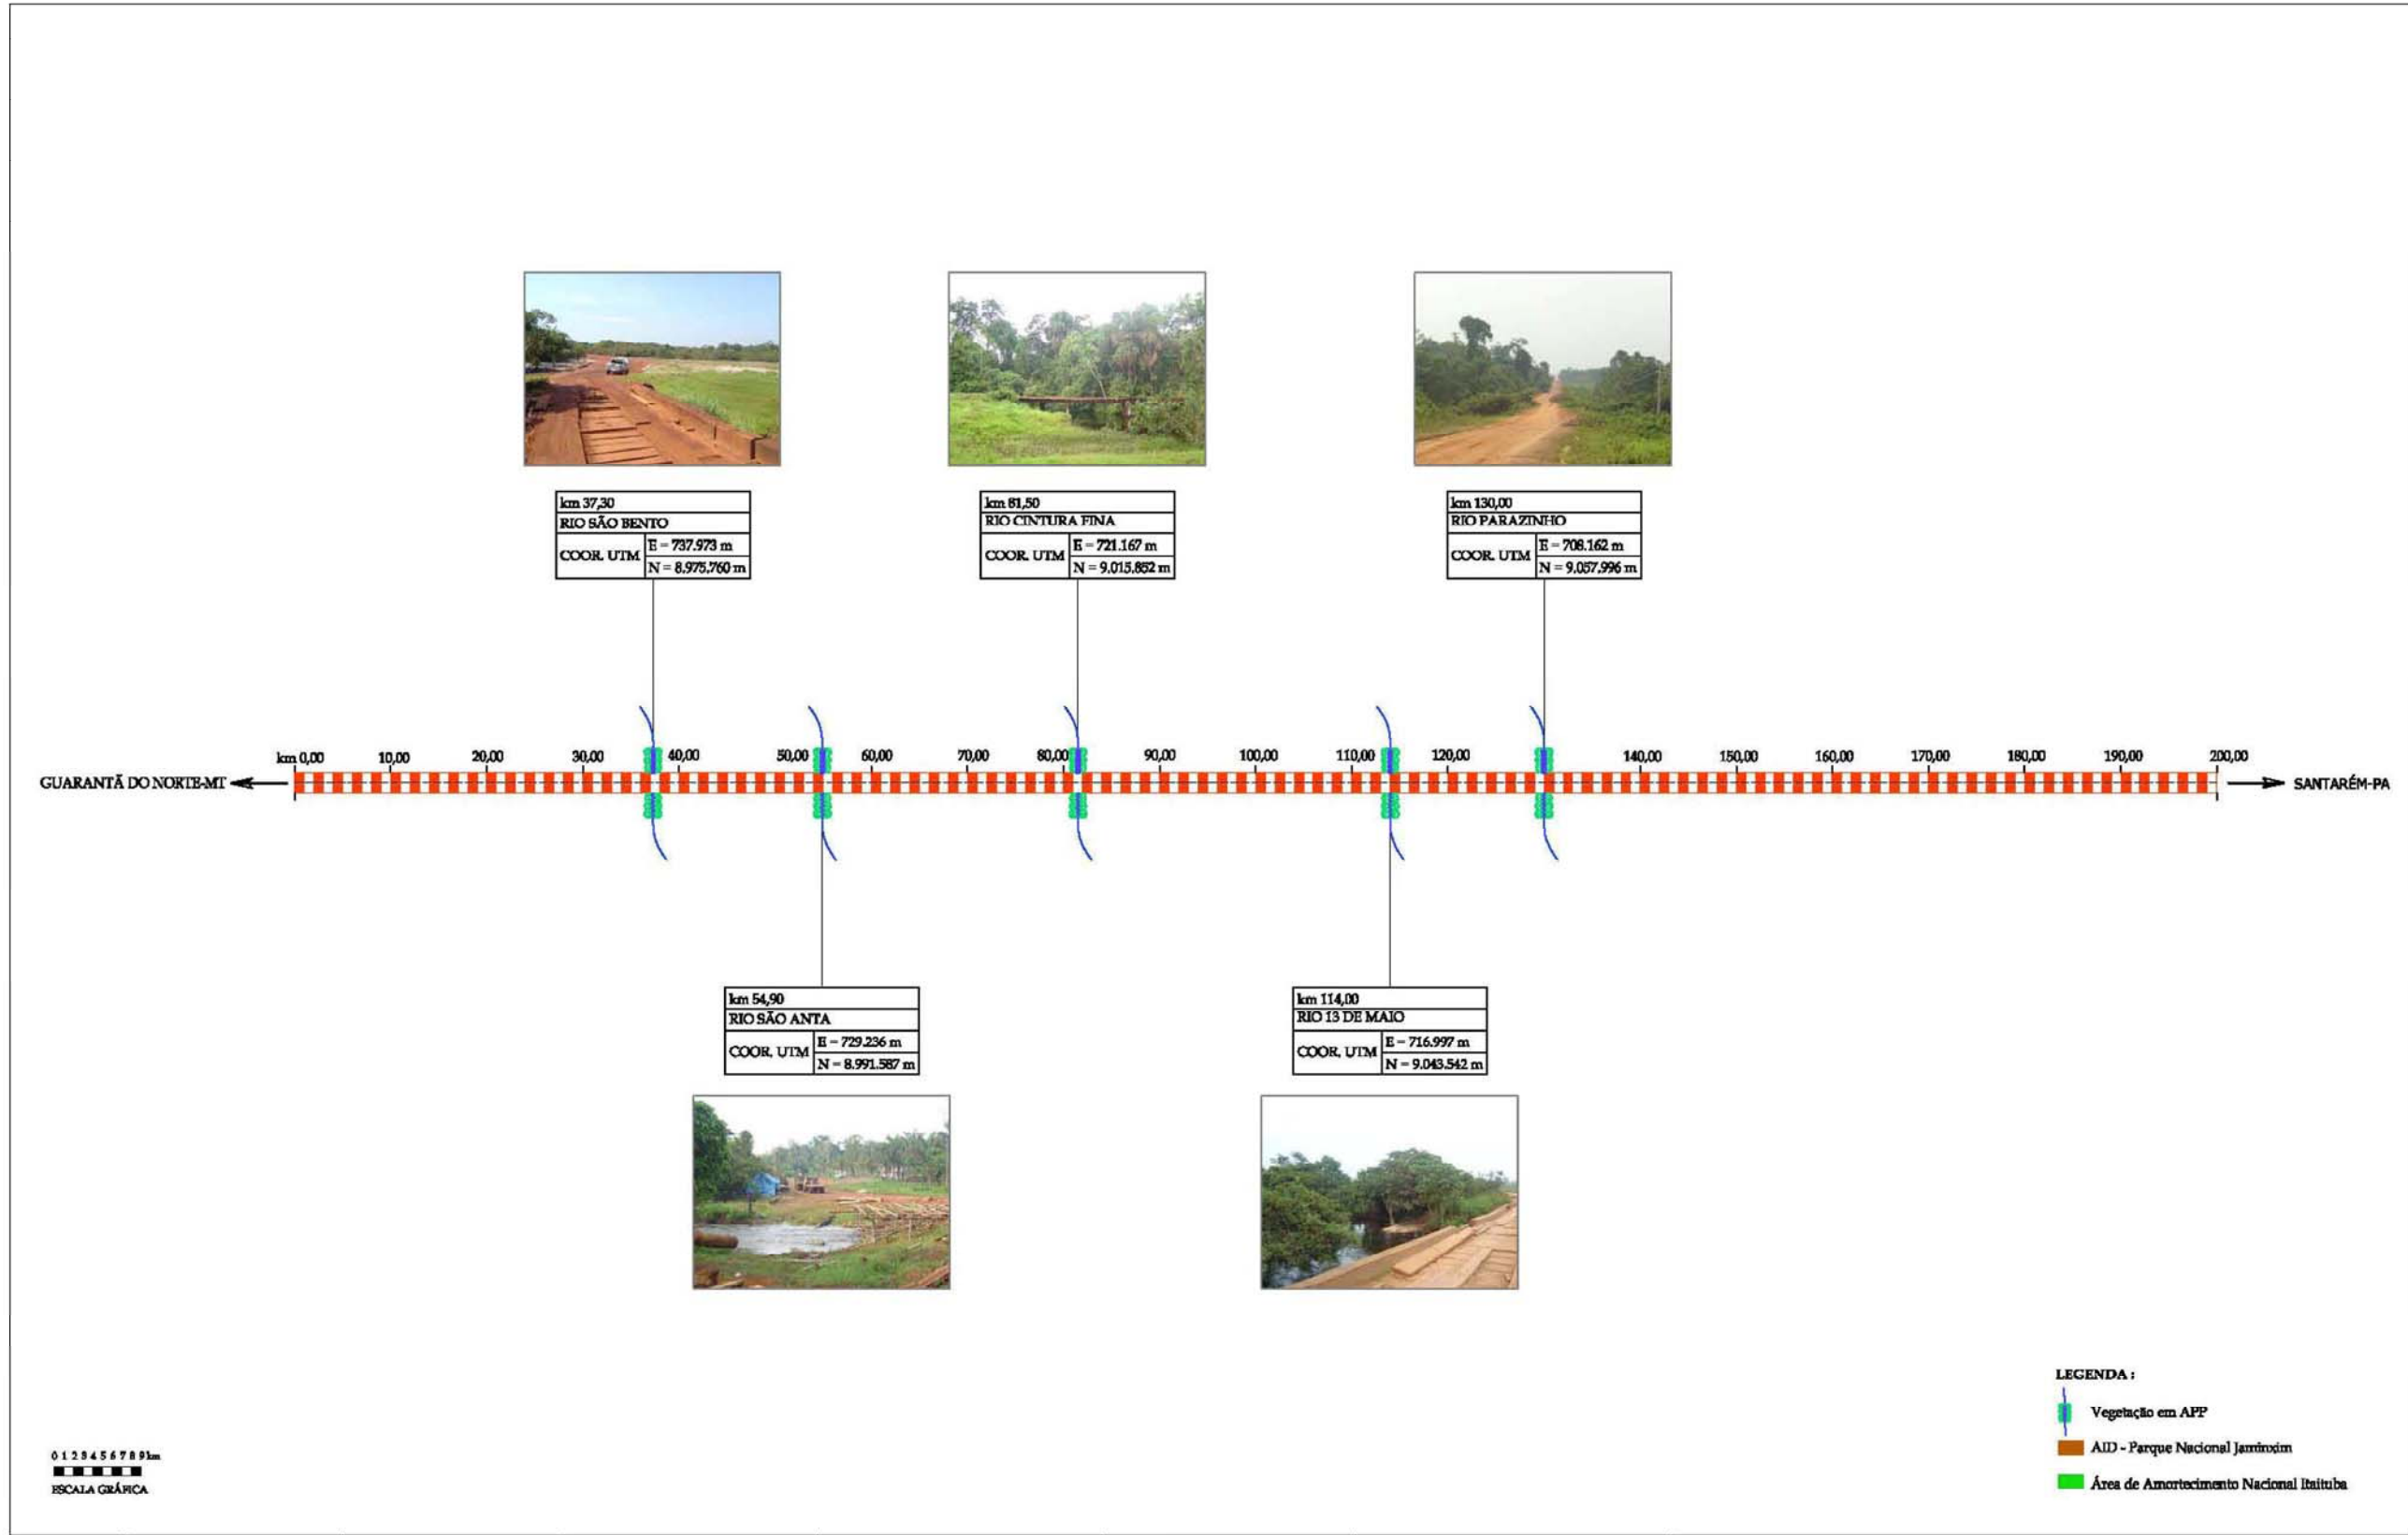 km 37,30
RIO SÃO BENTO
COOR. UTM
E = 737.973 m
N = 8.975.760 m
km 81,50
RIO CINTURA FINA
COOR. UTM
E = 721.167 m
N = 9.015.852 m
km 130,00
RIO PARAZINHO
COOR. UTM
E = 708.162 m
N = 9.057.996 m
km 0,00 10,00 20,00 30,00 40,00 50,00 60,00 70,00 80,00 90,00 100,00 110,00 120,00 140,00 150,00 160,00 170,00 180,00 190,00 200,00
GUARANTÃ DO NORTE-MT
SANTARÉM-PA
km 54,90
RIO SÃO ANTA
COOR. UTM
E = 729.236 m
N = 8.991.587 m
km 114,00
RIO 13 DE MAIO
COOR. UTM
E = 716.997 m
N = 9.043.542 m
LEGENDA :
Vegetação em APP
AID - Parque Nacional Jaminxim
Área de Amortecimento Nacional Itaituba
0 1 2 3 4 5 6 7 8 9 km
ESCALA GRÁFICA